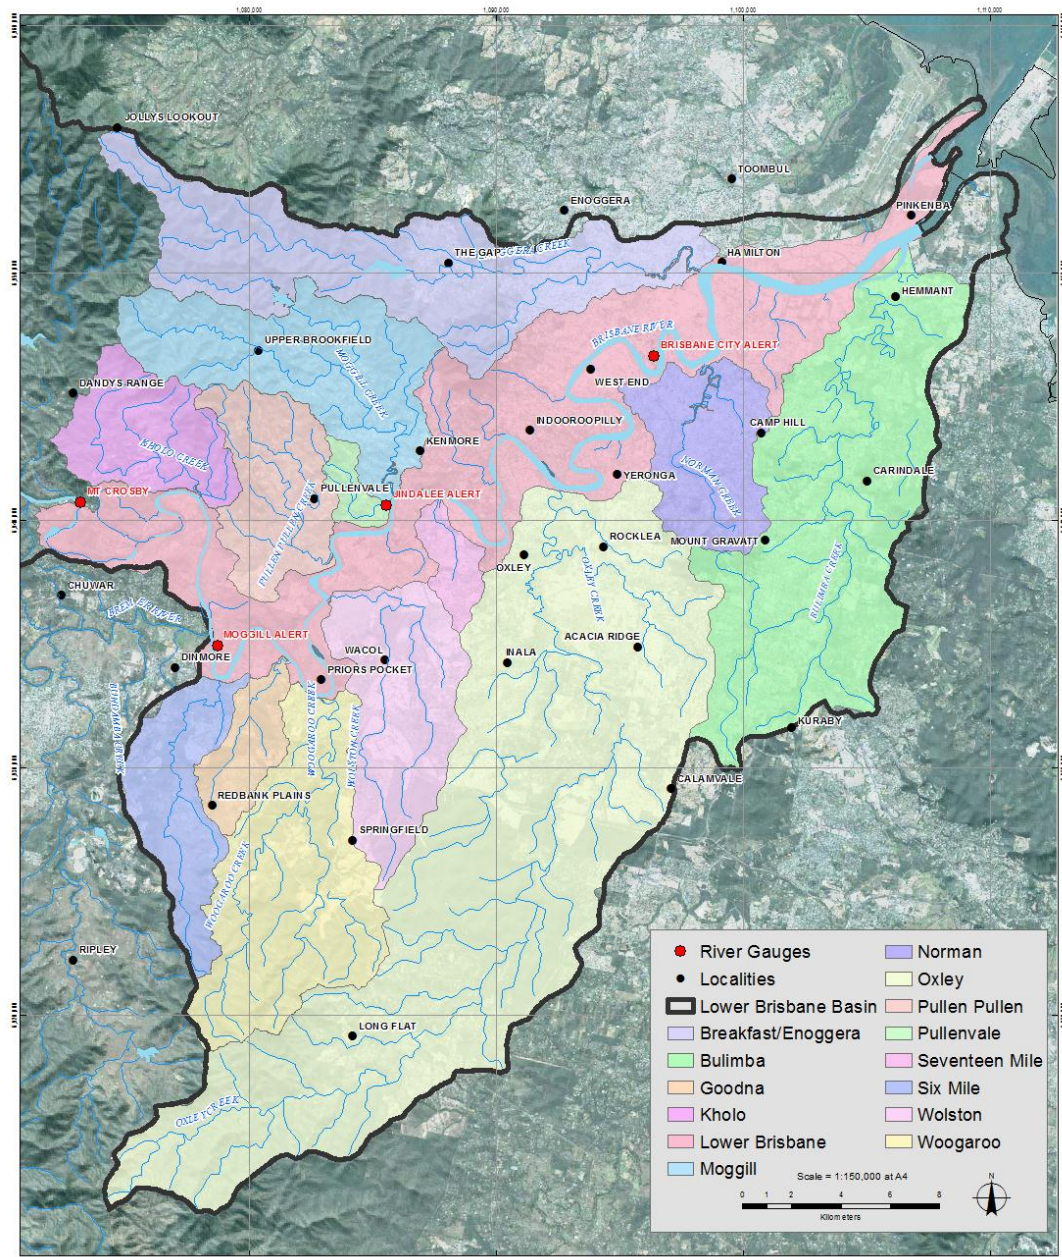 1,080,000
1,090,000
1,100,000
1,110,000
JOLLYS LOOKOUT
TOOMBUL
ENOGGERA
PINKENBA
THE GAP
HAMILTON
HEMMANT
BRISBANE RIVER
UPPER BROOKFIELD
BRISBANE CITY ALERT
MOGGILL CREEK
WEST END
DANDYS RANGE
INDOOROOPILLY
CAMP HILL
KENMORE
KHOLO CREEK
NORMAN CREEK
CARINDALE
YERONGA
PULLENVALE
MT CROSBY
JINDALEE ALERT
PULLEN PULLEN CREEK
MOUNT GRAVATT
ROCKLEA
OXLEY
OXLEY CREEK
BULIMBA CREEK
CHUWAR
MOGGILL ALERT
ACACIA RIDGE
WACOL
INALA
DINMORE
PRIORS POCKET
WOOGAROO CREEK
WOLSTON CREEK
KURABY
CALAMVALE
REDBANK PLAINS
SPRINGFIELD
WOOGAROO CREEK
RIPLEY
LONG FLAT
OXLEY CREEK
River Gauges
Localities
Lower Brisbane Basin
Breakfast/Enoggera
Bulimba
Goodna
Kholo
Lower Brisbane
Moggill
Norman
Oxley
Pullen Pullen
Pullenvale
Seventeen Mile
Six Mile
Wolston
Woogaroo
Scale = 1:150,000 at A4
0 1 2 4 6 8
Kilometers
N